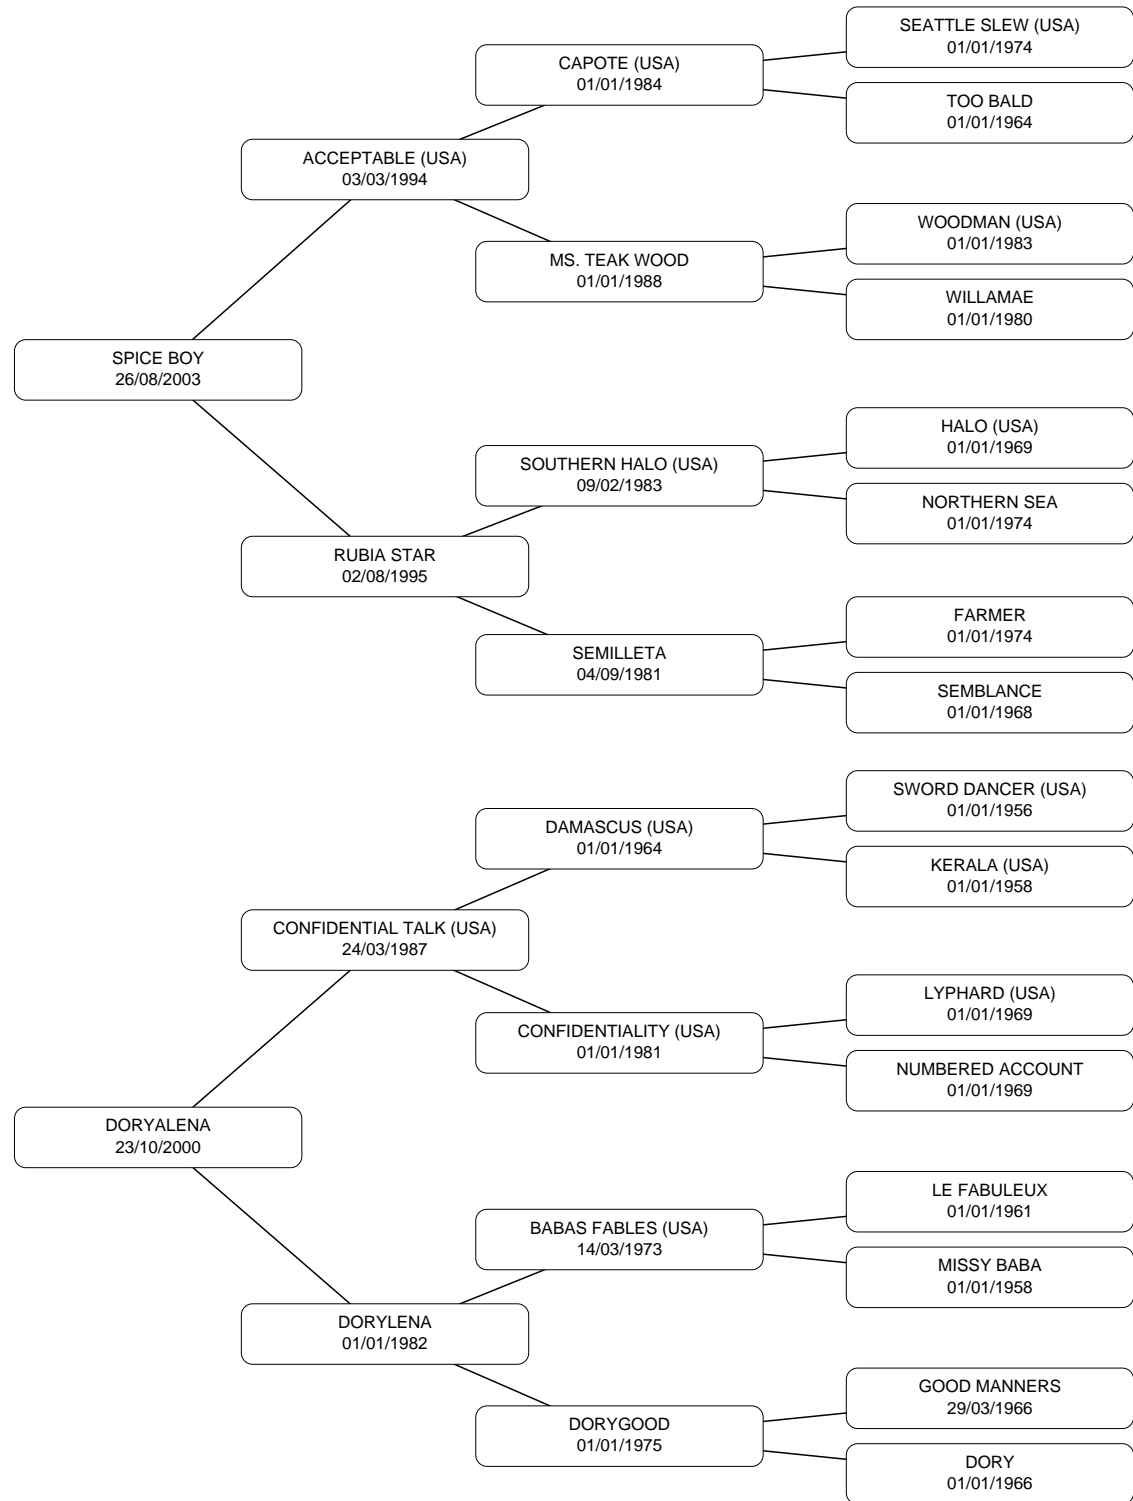 SEATTLE SLEW (USA)
01/01/1974
CAPOTE (USA)
01/01/1984
TOO BALD
01/01/1964
ACCEPTABLE (USA)
03/03/1994
WOODMAN (USA)
01/01/1983
MS. TEAK WOOD
01/01/1988
WILLAMAE
01/01/1980
SPICE BOY
26/08/2003
HALO (USA)
01/01/1969
SOUTHERN HALO (USA)
09/02/1983
NORTHERN SEA
01/01/1974
RUBIA STAR
02/08/1995
FARMER
01/01/1974
SEMILLETA
04/09/1981
SEMBLANCE
01/01/1968
SWORD DANCER (USA)
01/01/1956
DAMASCUS (USA)
01/01/1964
KERALA (USA)
01/01/1958
CONFIDENTIAL TALK (USA)
24/03/1987
LYPHARD (USA)
01/01/1969
CONFIDENTIALITY (USA)
01/01/1981
NUMBERED ACCOUNT
01/01/1969
DORYALENA
23/10/2000
LE FABULEUX
01/01/1961
BABAS FABLES (USA)
14/03/1973
MISSY BABA
01/01/1958
DORYLENA
01/01/1982
GOOD MANNERS
29/03/1966
DORYGOOD
01/01/1975
DORY
01/01/1966